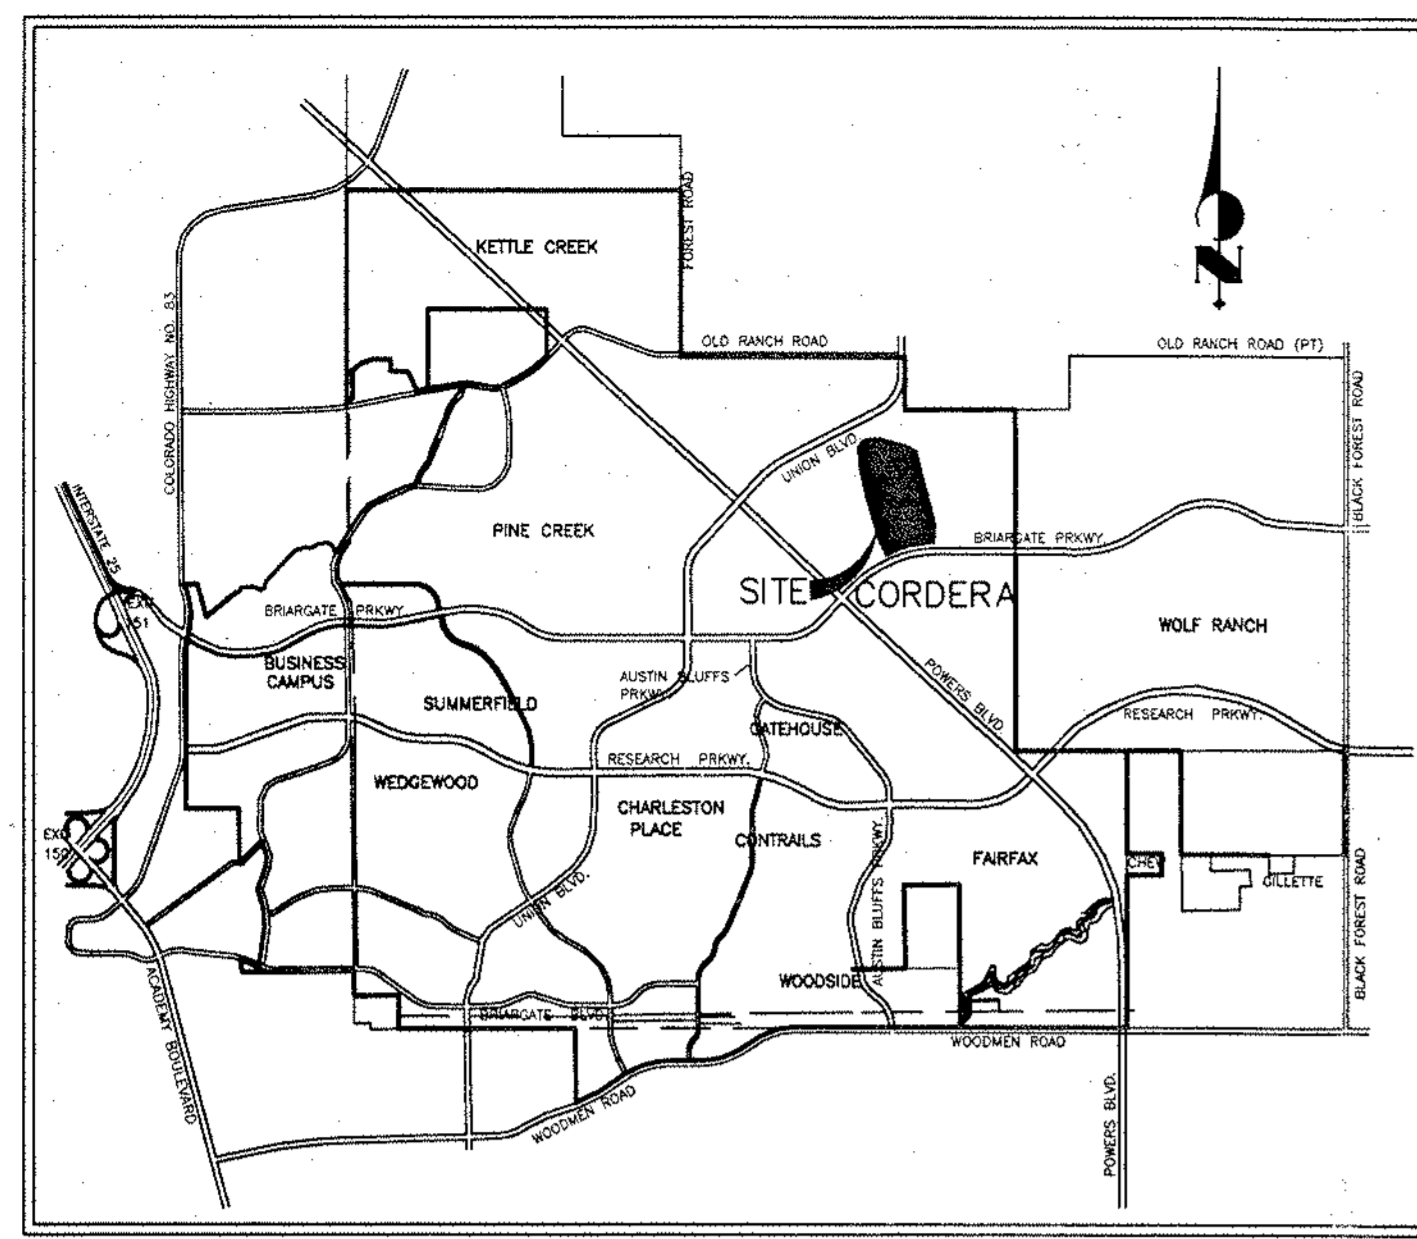 KETTLE CREEK
FOREST ROAD
N
OLD RANCH ROAD
OLD RANCH ROAD (PT)
COLORADO HIGHWAY NO. 83
BLACK FOREST ROAD
UNION BLVD.
INTERSTATE 25
PINE CREEK
BRIARGATE PRKWY.
SITE
CORDERA
EXIT
151
BRIARGATE PRKWY.
WOLF RANCH
BUSINESS
CAMPUS
AUSTIN BLUFFS
PRKWY.
POWERS BLVD.
SUMMERFIELD
GATEHOUSE
RESEARCH PRKWY.
RESEARCH PRKWY.
WEDGEWOOD
CHARLESTON
PLACE
CONTRAILS
AUSTIN BLUFFS PRKWY.
FAIRFAX
GILLETTE
UNION BLVD.
BLACK FOREST ROAD
WOODSIDE
ACADEMY BOULEVARD
BRIARGATE BLVD.
WOODMEN ROAD
WOODMEN ROAD
POWERS BLVD.